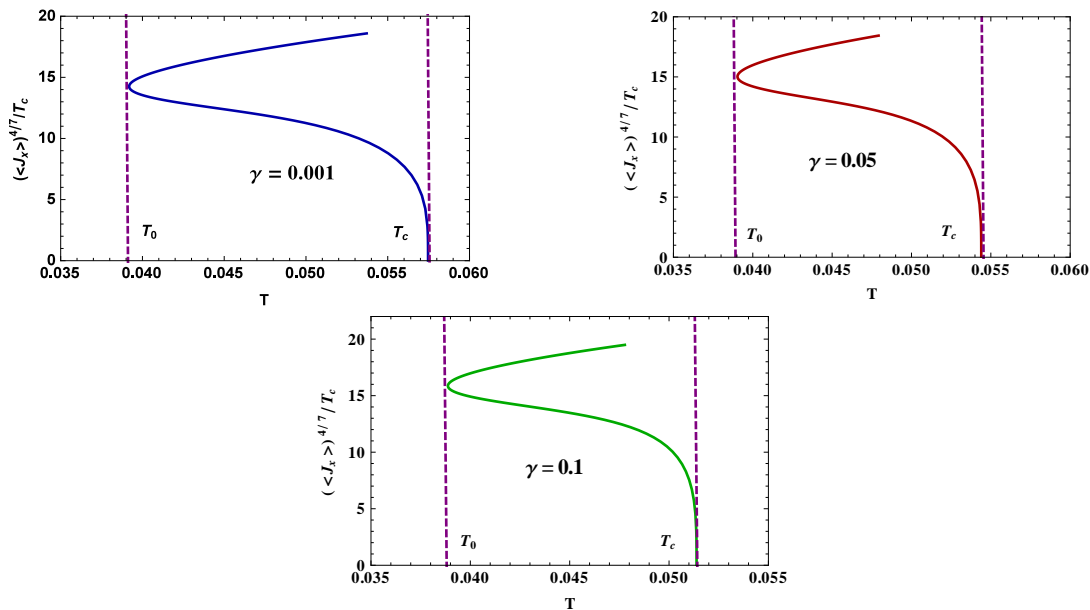 20
15
10
5
0
(<J_x>)^{4/7}/T_c
γ = 0.001
T_0
T_c
0.035 0.040 0.045 0.050 0.055 0.060
T
20
15
10
5
0
(<J_x>)^{4/7}/T_c
γ = 0.05
T_0
T_c
0.035 0.040 0.045 0.050 0.055 0.060
T
20
15
10
5
0
(<J_x>)^{4/7}/T_c
γ = 0.1
T_0
T_c
0.035 0.040 0.045 0.050 0.055
T